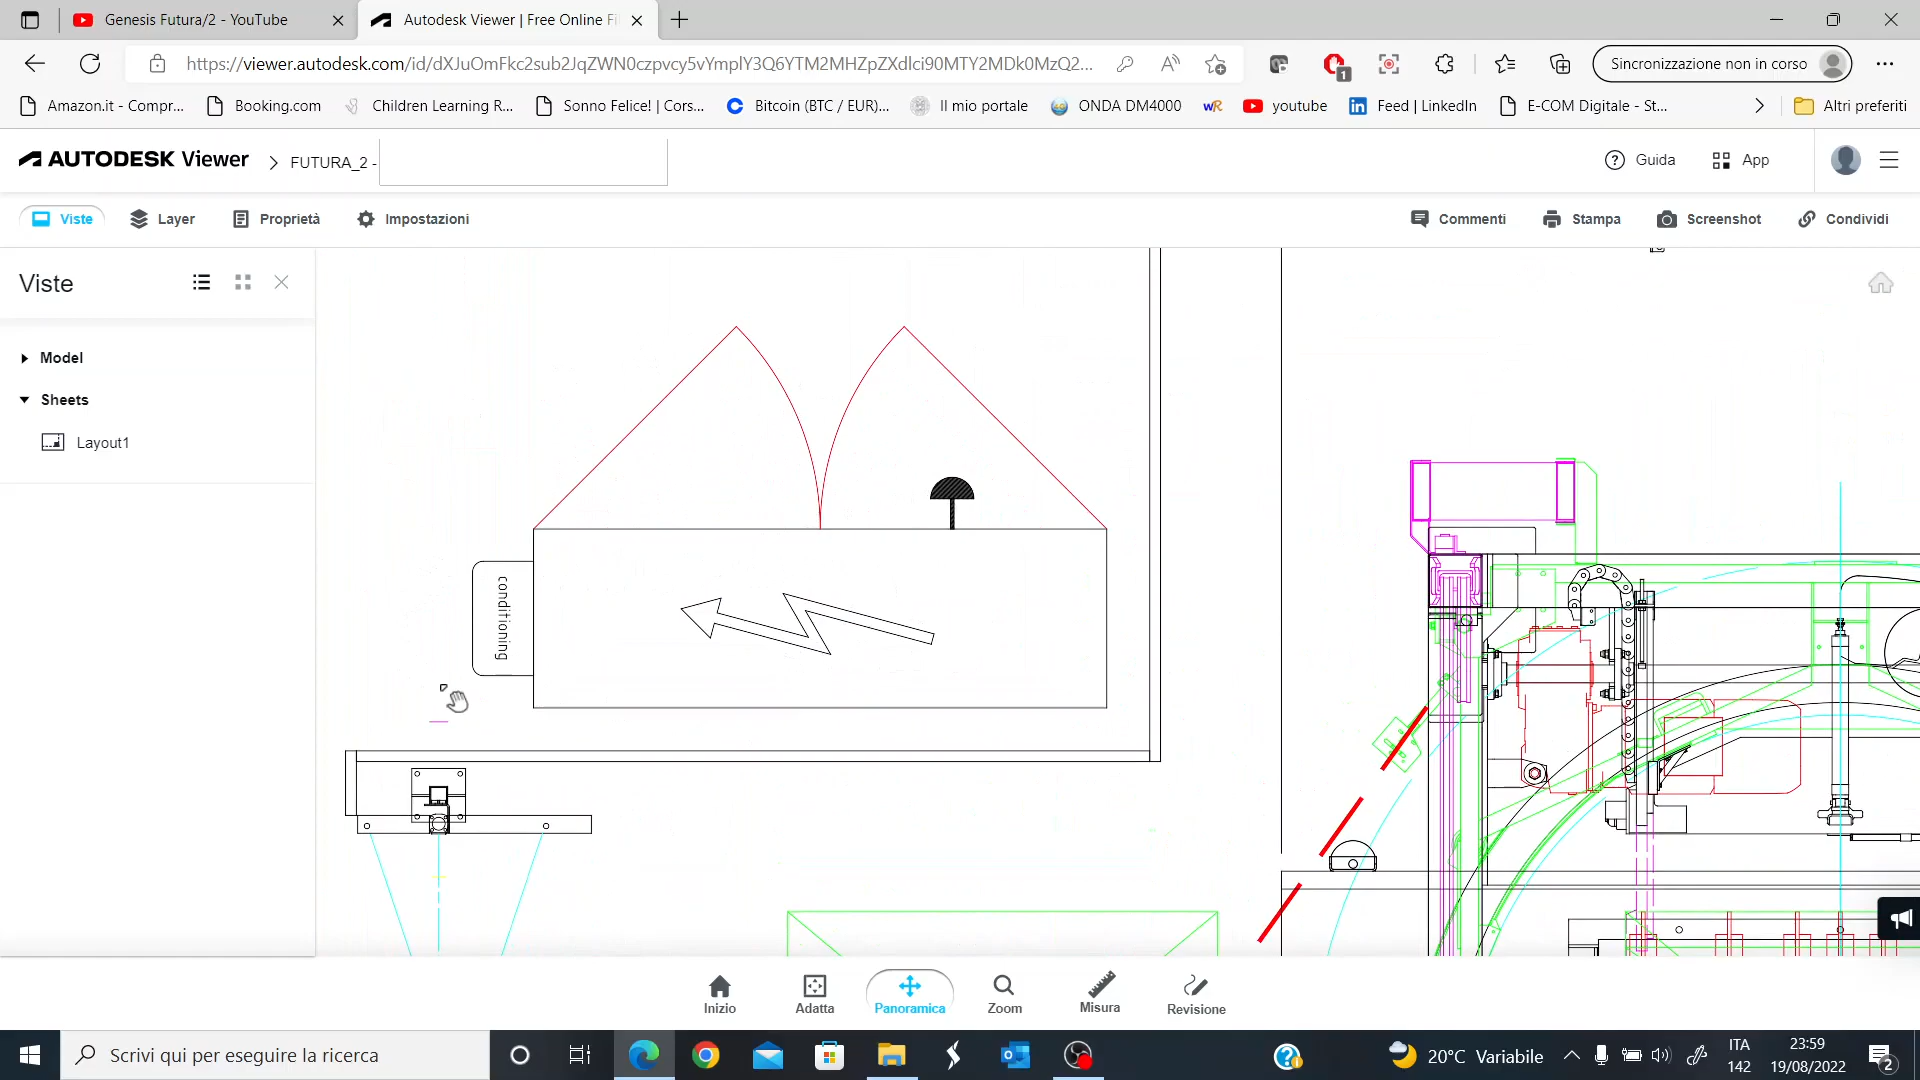 Genesis Futura/2 - YouTube
Autodesk Viewer | Free Online Fi
https://viewer.autodesk.com/id/dXJuOmFkc2sub2JqZWN0czpvcy5vYmplY3Q6YTM2MHZpZXdlci90MTY2MDk0MzQ2...
1
Sincronizzazione non in corso
Amazon.it - Compr...
Booking.com
Children Learning R...
Sonno Felice! | Cors...
Bitcoin (BTC / EUR)...
Il mio portale
ONDA DM4000
wR
youtube
Feed | LinkedIn
E-COM Digitale - St...
Altri preferiti
AUTODESK Viewer
FUTURA_2 -
Guida
App
Viste
Layer
Proprietà
Impostazioni
Commenti
Stampa
Screenshot
Condividi
Viste
Model
Sheets
Layout1
conditioning
Inizio
Adatta
Panoramica
Zoom
Misura
Revisione
Scrivi qui per eseguire la ricerca
20°C Variabile
ITA
142
23:59
19/08/2022
2